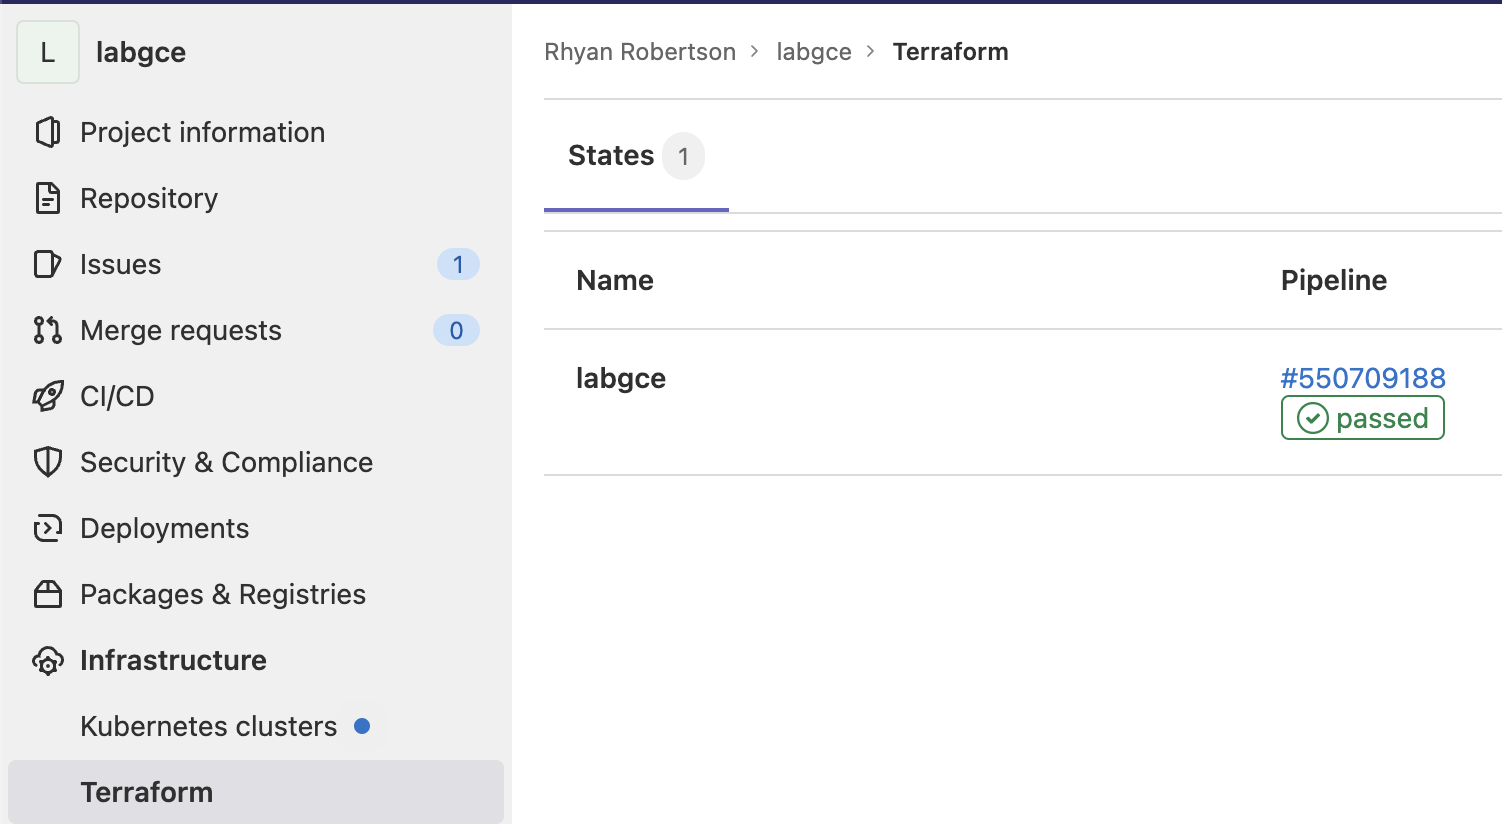 L labgce
Project information
Repository
Issues 1
Merge requests 0
CI/CD
Security & Compliance
Deployments
Packages & Registries
Infrastructure
Kubernetes clusters
Terraform
Rhyan Robertson > labgce > Terraform
States 1
Name Pipeline
labgce #550709188
passed